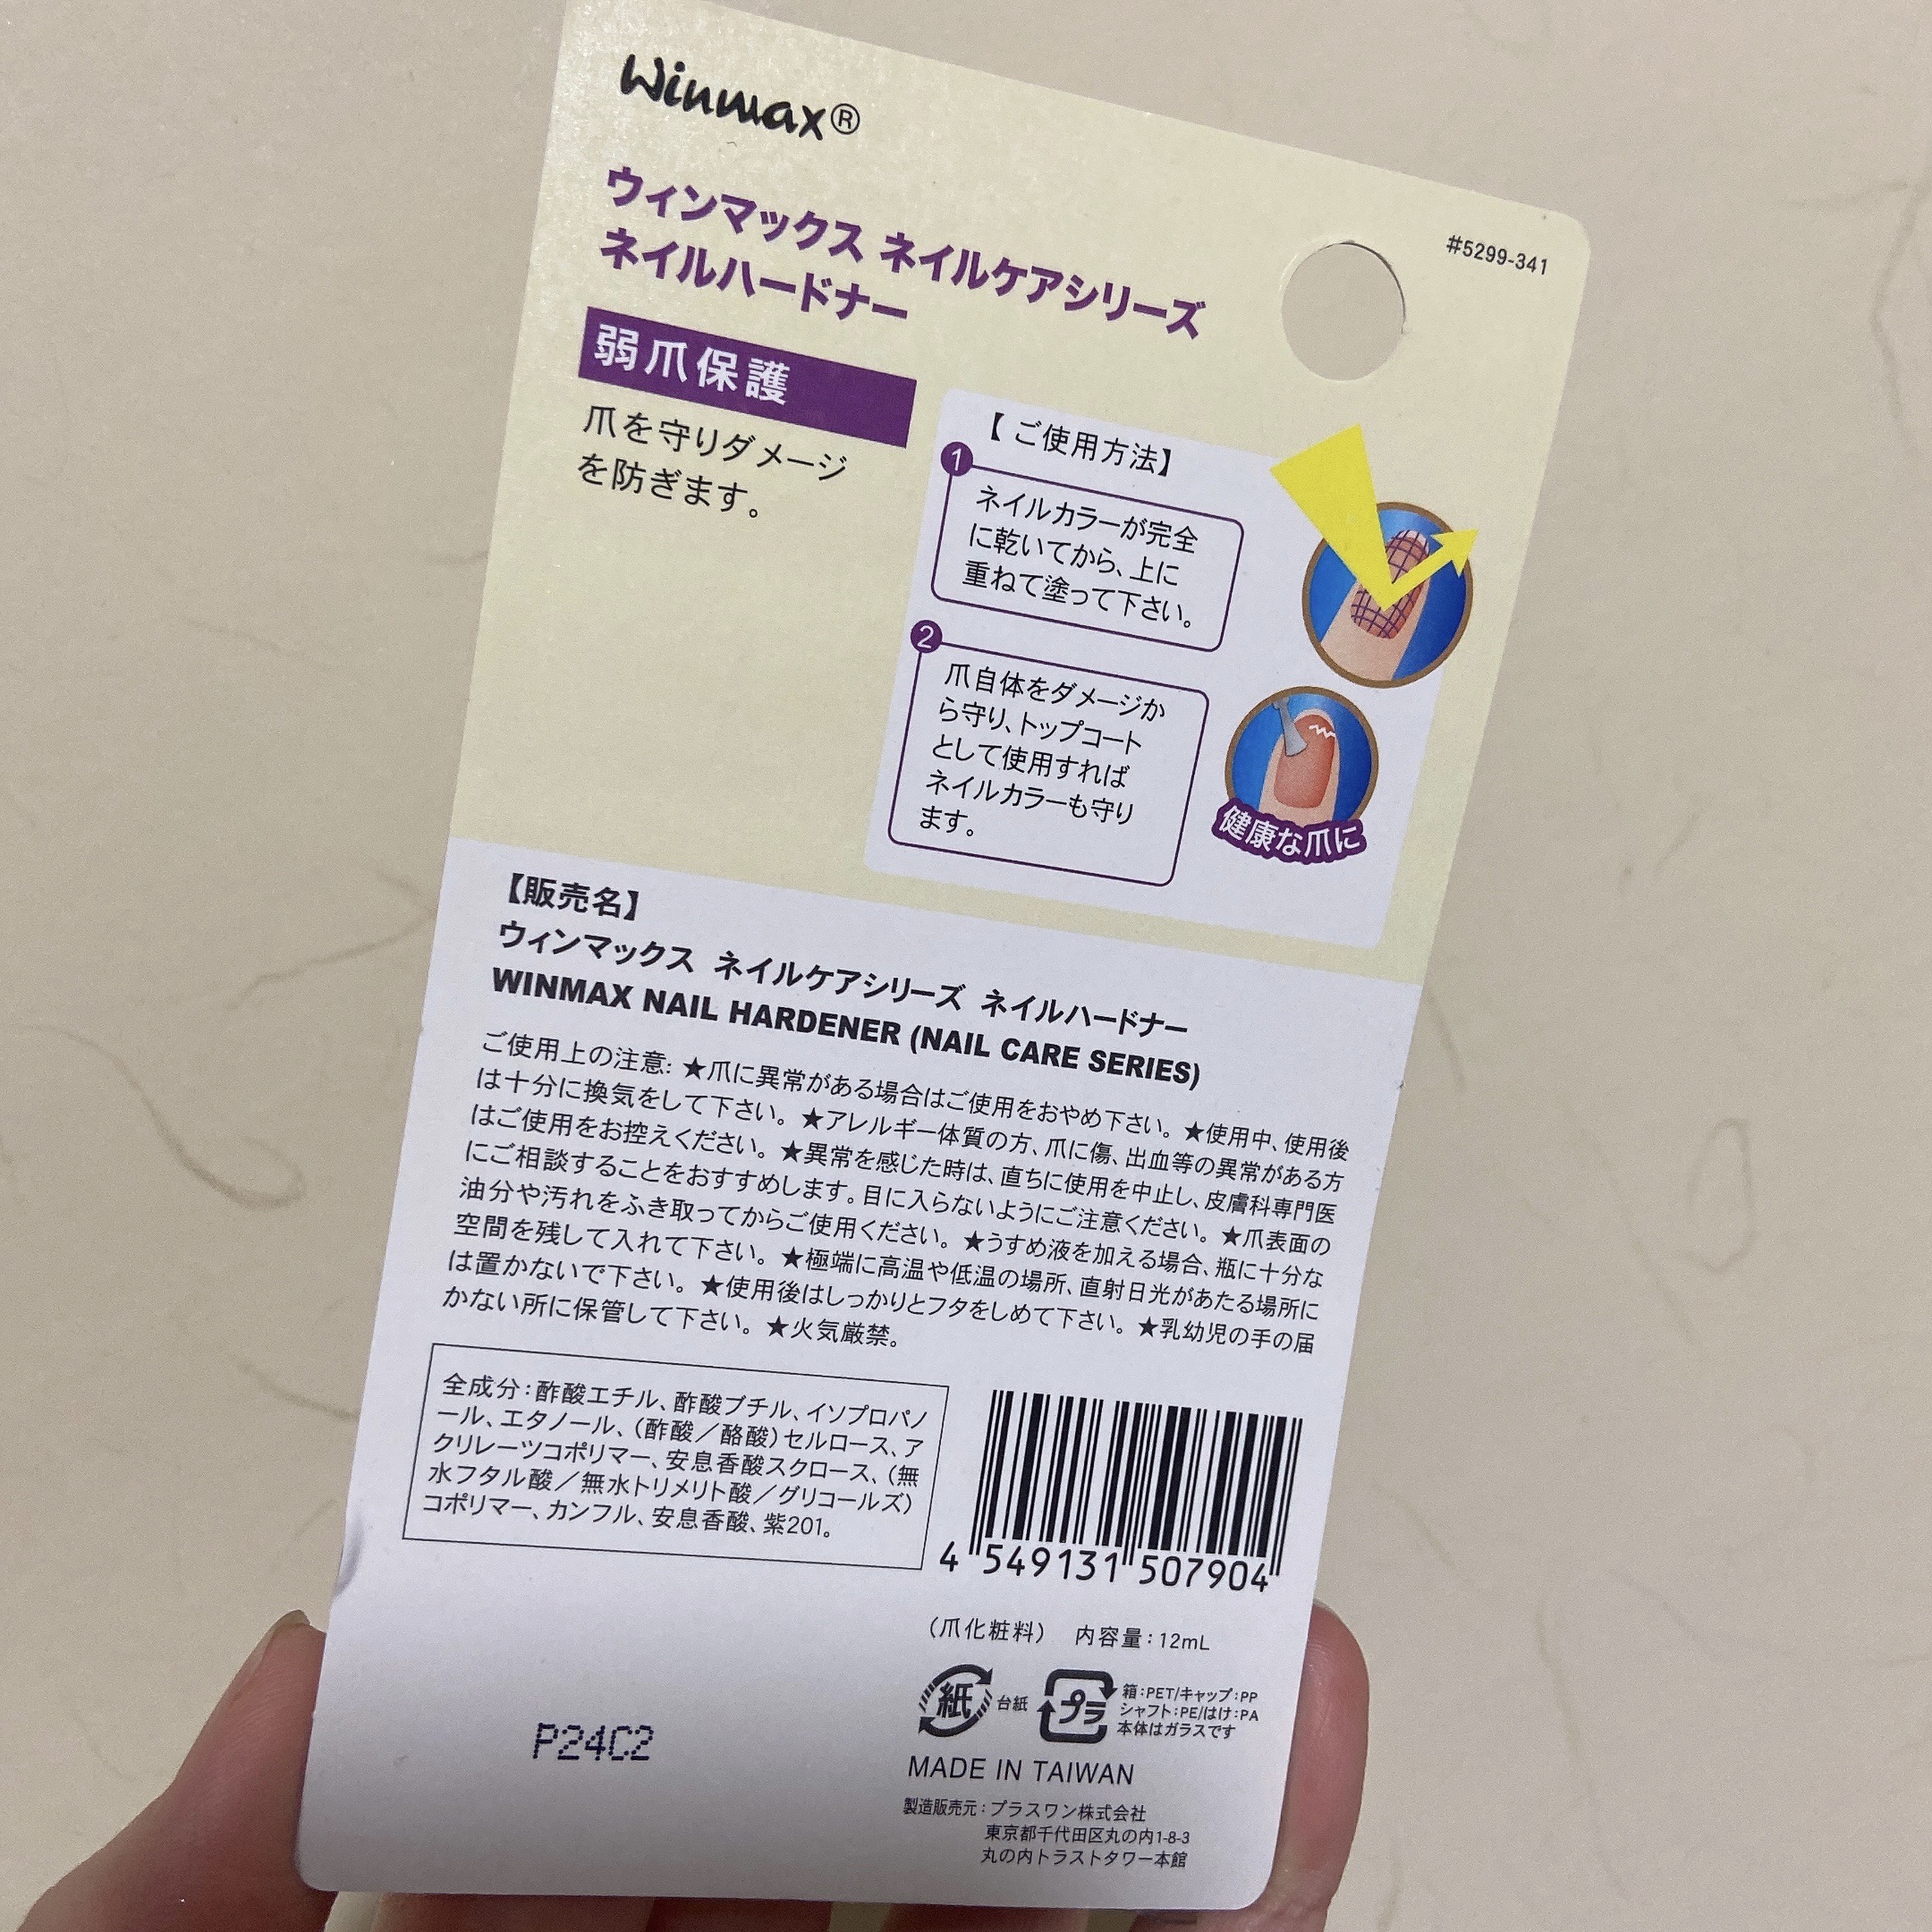 Winmax®
#5299-341
ウィンマックス ネイルケアシリーズ
ネイルハードナー
弱爪保護
爪を守りダメージ
を防ぎます。
【ご使用方法】
1
ネイルカラーが完全
に乾いてから、上に
重ねて塗って下さい。
2
爪自体をダメージか
ら守り、トップコート
として使用すれば
ネイルカラーも守り
ます。
健康な爪に
【販売名】
ウィンマックス ネイルケアシリーズ ネイルハードナー
WINMAX NAIL HARDENER (NAIL CARE SERIES)
ご使用上の注意: ★爪に異常がある場合はご使用をおやめ下さい。★使用中、使用後
は十分に換気をして下さい。★アレルギー体質の方、爪に傷、出血等の異常がある方
はご使用をお控えください。★異常を感じた時は、直ちに使用を中止し、皮膚科専門医
にご相談することをおすすめします。目に入らないようにご注意ください。★爪表面の
油分や汚れをふき取ってからご使用ください。★うすめ液を加える場合、瓶に十分な
空間を残して入れて下さい。★極端に高温や低温の場所、直射日光があたる場所に
は置かないで下さい。★使用後はしっかりとフタをしめて下さい。★乳幼児の手の届
かない所に保管して下さい。★火気厳禁。
全成分:酢酸エチル、酢酸ブチル、イソプロパノ
ール、エタノール、(酢酸/酪酸)セルロース、ア
クリレーツコポリマー、安息香酸スクロース、(無
水フタル酸/無水トリメリト酸/グリコールズ)
コポリマー、カンフル、安息香酸、紫201。
4 549131 507904
(爪化粧料) 内容量:12mL
紙
台紙
プラ
箱:PET/キャップ:PP
シャフト:PE/はけ:PA
本体はガラスです
P24C2
MADE IN TAIWAN
製造販売元:プラスワン株式会社
東京都千代田区丸の内1-8-3
丸の内トラストタワー本館